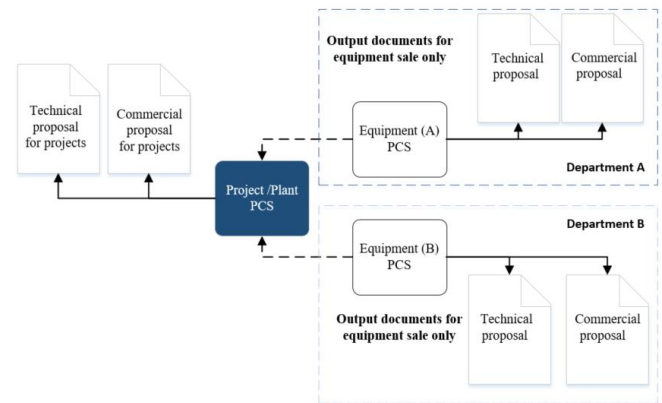 Output documents for
equipment sale only
Technical
proposal
Commercial
proposal
Equipment (A)
PCS
Department A
Technical
proposal
for projects
Commercial
proposal
for projects
Project /Plant
PCS
Department B
Equipment (B)
PCS
Output documents for
equipment sale only
Technical
proposal
Commercial
proposal